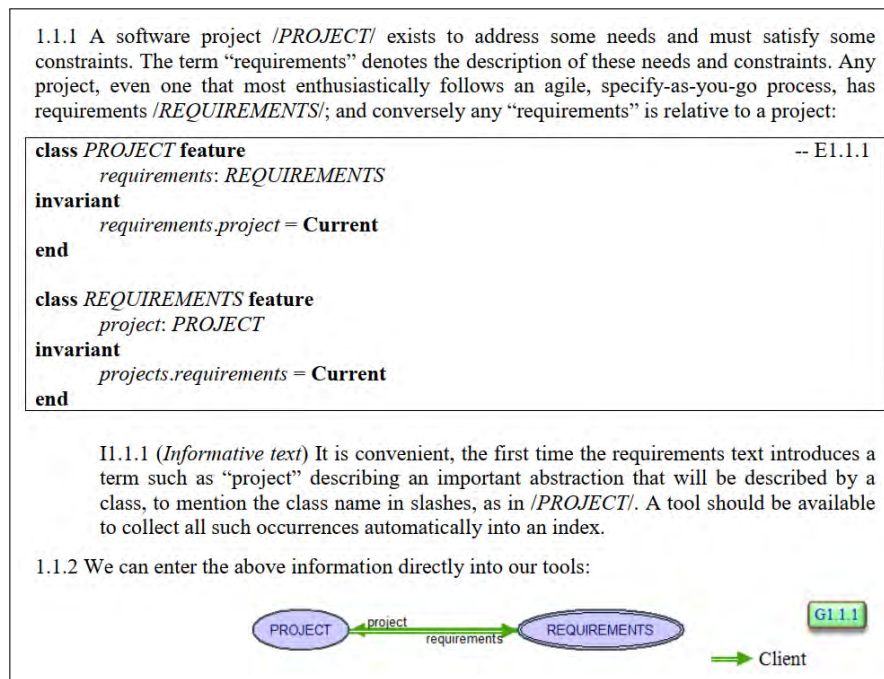 1.1.1 A software project /PROJECT/ exists to address some needs and must satisfy some
constraints. The term “requirements” denotes the description of these needs and constraints. Any
project, even one that most enthusiastically follows an agile, specify-as-you-go process, has
requirements /REQUIREMENTS/; and conversely any “requirements” is relative to a project:
class PROJECT feature -- E1.1.1
requirements: REQUIREMENTS
invariant
requirements.project = Current
end
class REQUIREMENTS feature
project: PROJECT
invariant
projects.requirements = Current
end
I1.1.1 (Informative text) It is convenient, the first time the requirements text introduces a
term such as “project” describing an important abstraction that will be described by a
class, to mention the class name in slashes, as in /PROJECT/. A tool should be available
to collect all such occurrences automatically into an index.
1.1.2 We can enter the above information directly into our tools:
PROJECT project requirements REQUIREMENTS G1.1.1
Client